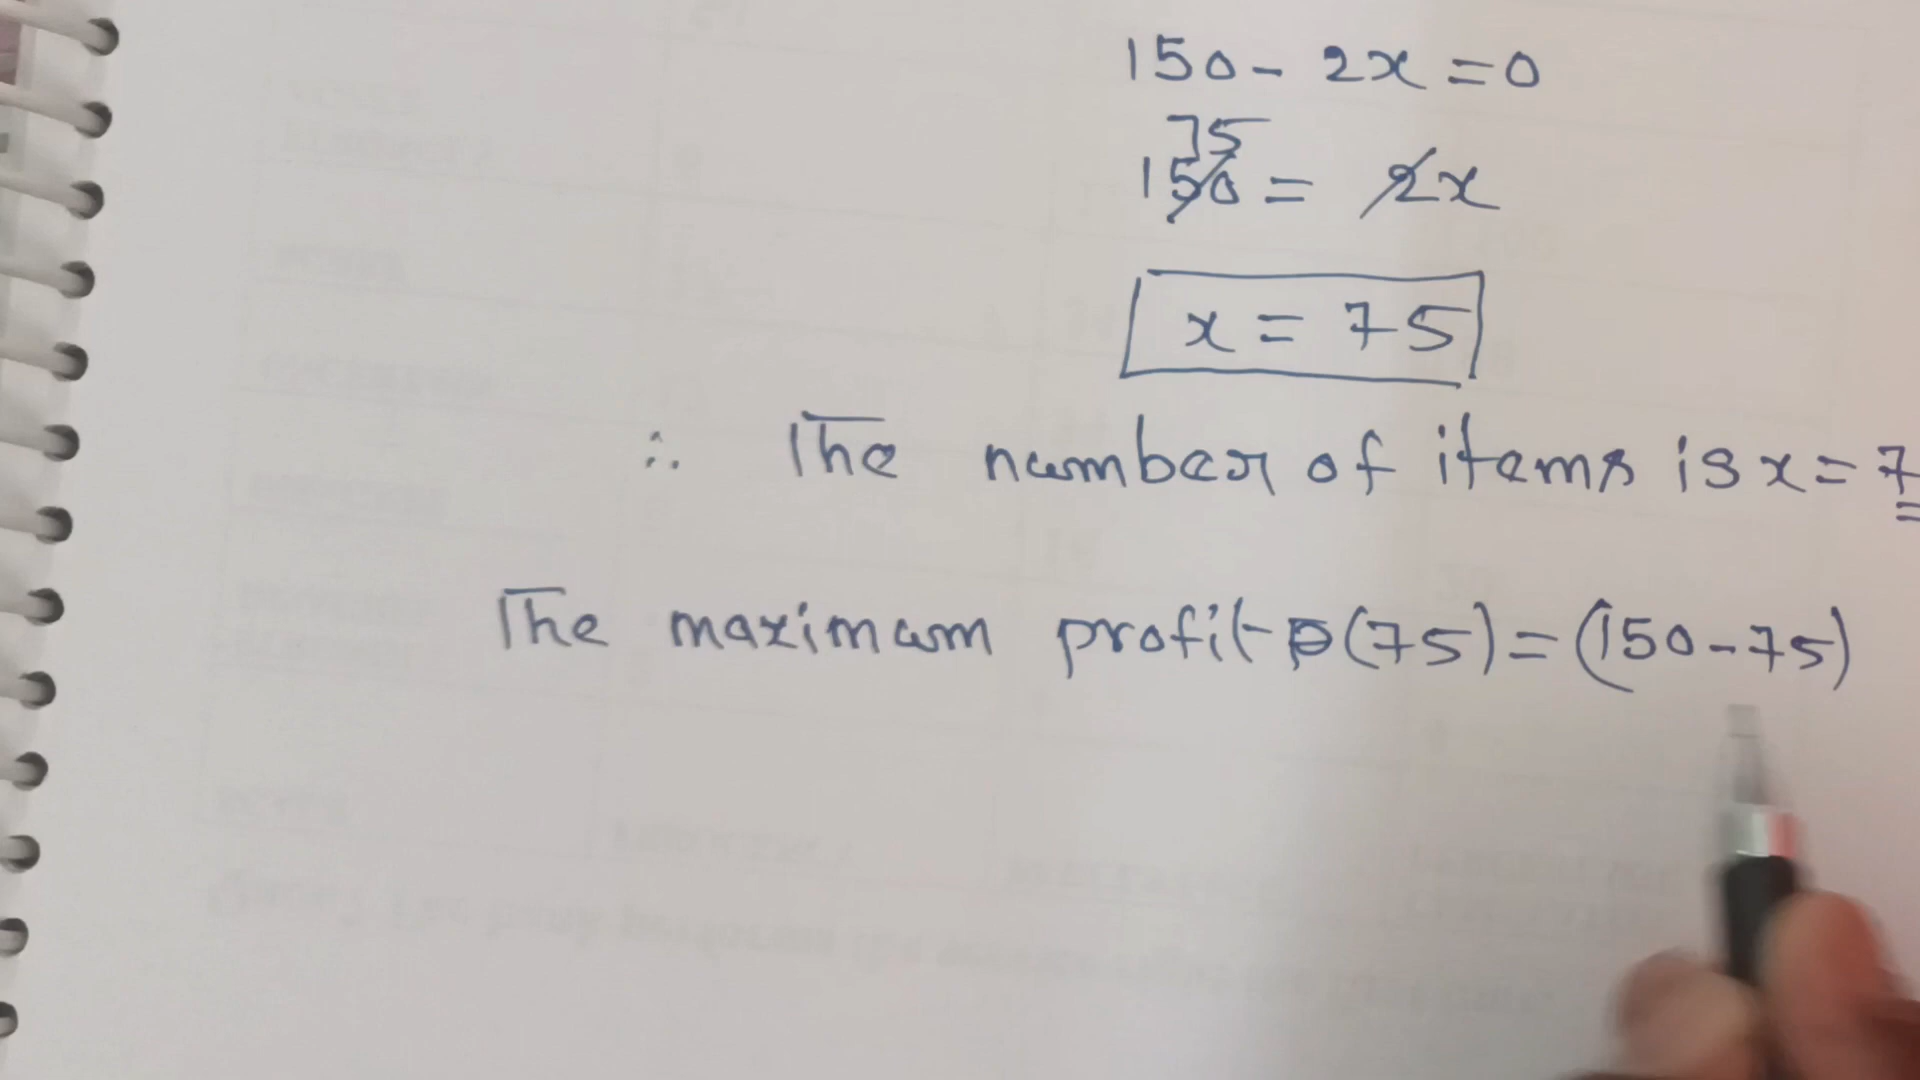 150 - 2x = 0
75
150 = 2x
x = 75
∴ The number of items is x = 7
The maximum profit P(75) = (150 - 75)